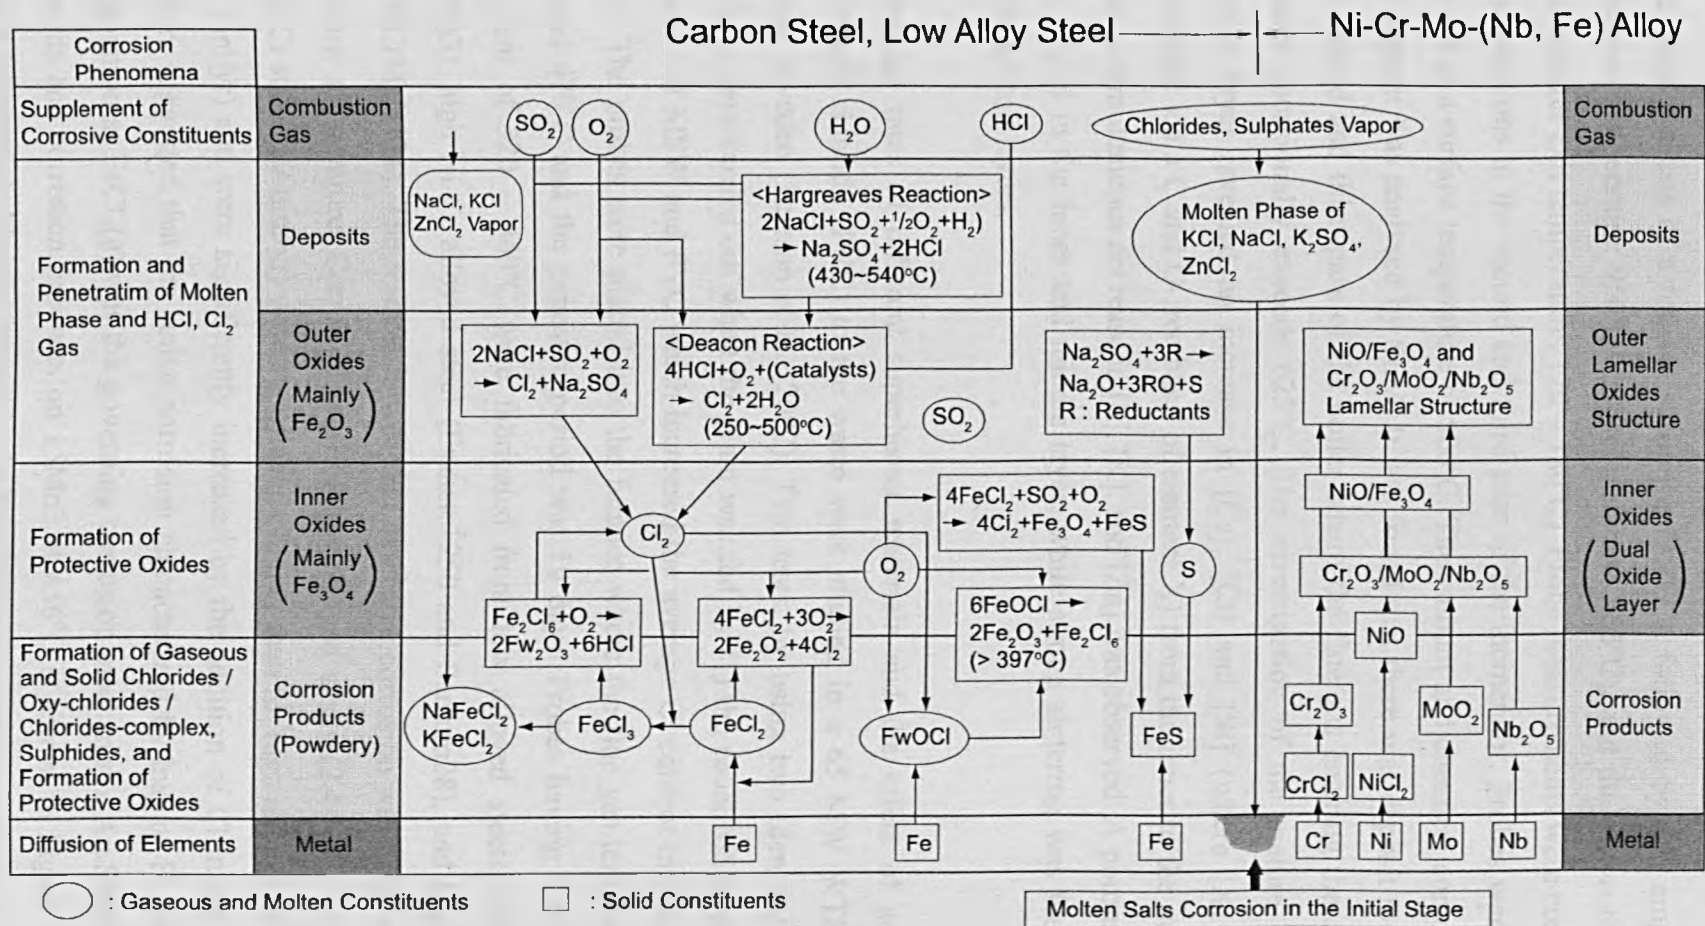 Carbon Steel, Low Alloy Steel
Ni-Cr-Mo-(Nb, Fe) Alloy
Corrosion
Phenomena
Supplement of
Corrosive Constituents
Combustion
Gas
SO₂
O₂
H₂O
HCl
Chlorides, Sulphates Vapor
Combustion
Gas
Formation and
Penetratim of Molten
Phase and HCl, Cl₂
Gas
Deposits
NaCl, KCl
ZnCl₂ Vapor
<Hargreaves Reaction>
2NaCl+SO₂+¹/₂O₂+H₂)
→ Na₂SO₄+2HCl
(430~540°C)
Molten Phase of
KCl, NaCl, K₂SO₄,
ZnCl₂
Deposits
Outer
Oxides
(Mainly
Fe₂O₃)
2NaCl+SO₂+O₂
→ Cl₂+Na₂SO₄
<Deacon Reaction>
4HCl+O₂+(Catalysts)
→ Cl₂+2H₂O
(250~500°C)
SO₂
Na₂SO₄+3R →
Na₂O+3RO+S
R : Reductants
NiO/Fe₃O₄ and
Cr₂O₃/MoO₂/Nb₂O₅
Lamellar Structure
Outer
Lamellar
Oxides
Structure
Formation of
Protective Oxides
Inner
Oxides
(Mainly
Fe₃O₄)
Cl₂
O₂
4FeCl₂+SO₂+O₂
→ 4Cl₂+Fe₃O₄+FeS
S
NiO/Fe₃O₄
Cr₂O₃/MoO₂/Nb₂O₅
NiO
Inner
Oxides
(Dual
Oxide
Layer)
Fe₂Cl₆+O₂→
2Fw₂O₃+6HCl
4FeCl₂+3O₂→
2Fe₂O₂+4Cl₂
6FeOCl →
2Fe₂O₃+Fe₂Cl₆
(> 397°C)
Formation of Gaseous
and Solid Chlorides /
Oxy-chlorides /
Chlorides-complex,
Sulphides, and
Formation of
Protective Oxides
Corrosion
Products
(Powdery)
NaFeCl₂
KFeCl₂
FeCl₃
FeCl₂
FwOCl
FeS
Cr₂O₃
CrCl₂
NiCl₂
MoO₂
Nb₂O₅
Corrosion
Products
Diffusion of Elements
Metal
Fe
Fe
Fe
Cr
Ni
Mo
Nb
Metal
: Gaseous and Molten Constituents
: Solid Constituents
Molten Salts Corrosion in the Initial Stage